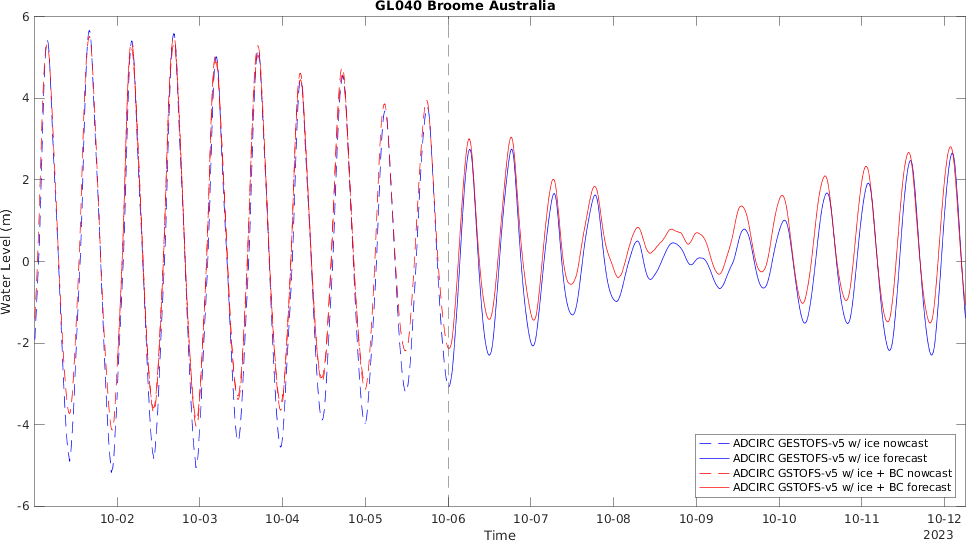 GL040 Broome Australia
6
4
2
0
-2
-4
-6
Water Level (m)
10-02 10-03 10-04 10-05 10-06 10-07 10-08 10-09 10-10 10-11 10-12
Time
2023
ADCIRC GESTOFS-v5 w/ ice nowcast
ADCIRC GESTOFS-v5 w/ ice forecast
ADCIRC GSTOFS-v5 w/ ice + BC nowcast
ADCIRC GSTOFS-v5 w/ ice + BC forecast